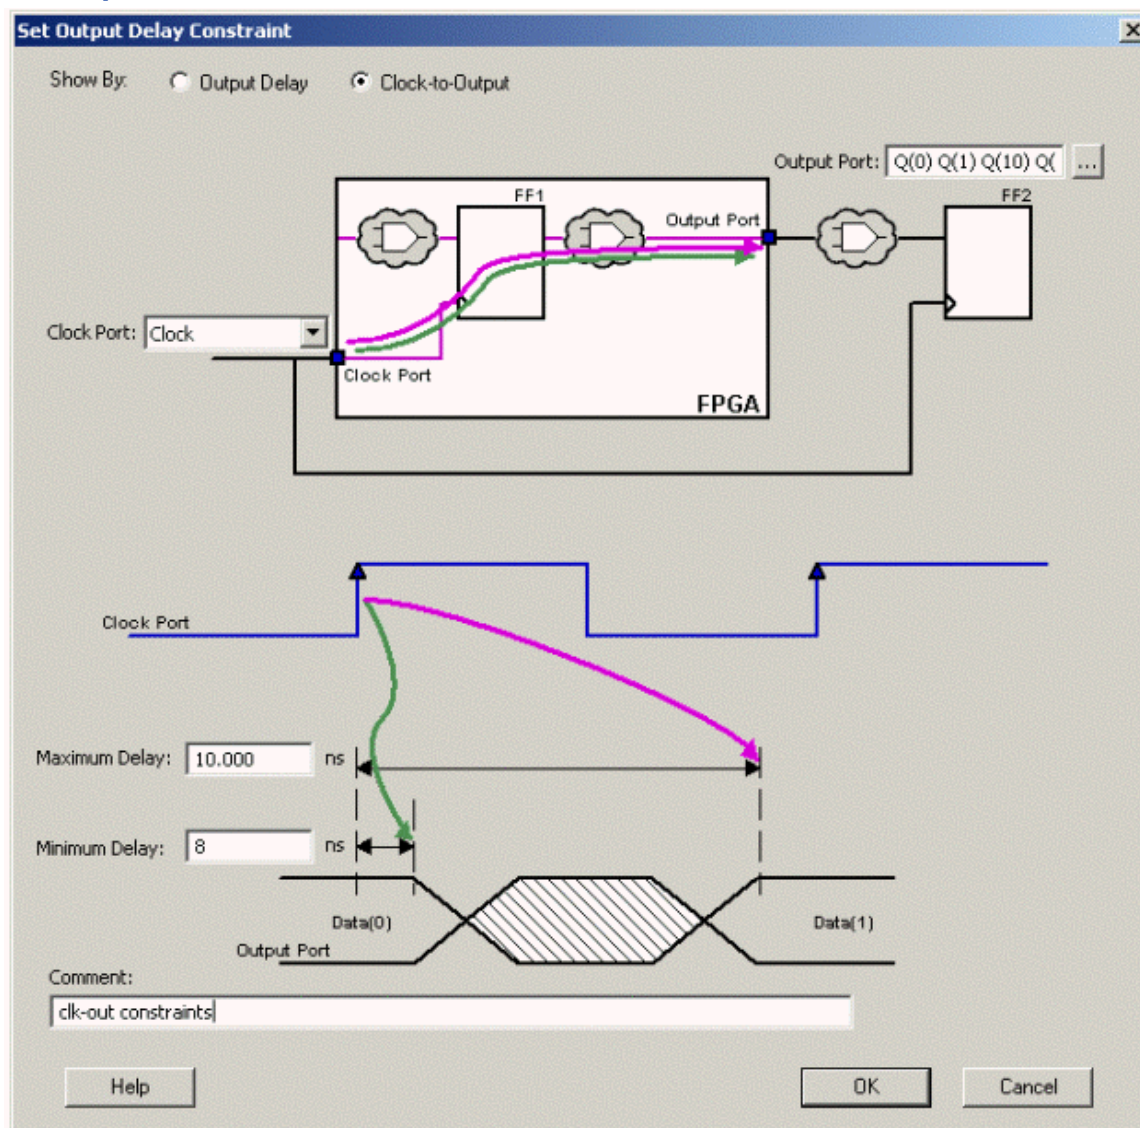 Set Output Delay Constraint
Show By: Output Delay Clock-to-Output
Output Port: Q(0) Q(1) Q(10) Q( ...
FF1 FF2
Output Port
Clock Port: Clock
Clock Port
FPGA
Clock Port
Maximum Delay: 10.000 ns
Minimum Delay: 8 ns
Data(0) Data(1)
Output Port
Comment:
clk-out constraints
Help OK Cancel